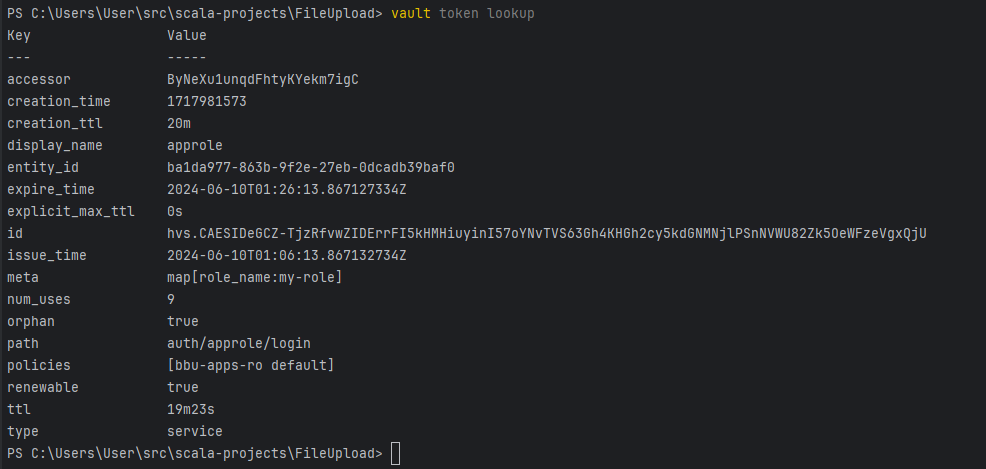 PS C:\Users\User\src\scala-projects\FileUpload> vault token lookup
Key                 Value
---                 -----
accessor            ByNeXu1unqdFhtyKYekm7igC
creation_time       1717981573
creation_ttl        20m
display_name        approle
entity_id           ba1da977-863b-9f2e-27eb-0dcadb39baf0
expire_time         2024-06-10T01:26:13.867127334Z
explicit_max_ttl    0s
id                  hvs.CAESIDeGCZ-TjzRfvwZIDErrFI5kHMHiuyinI57oYNvTVS63Gh4KHGh2cy5kdGNMNjlPSnNVWU82Zk5OeWFzeVgxQjU
issue_time          2024-06-10T01:06:13.867132734Z
meta                map[role_name:my-role]
num_uses            9
orphan              true
path                auth/approle/login
policies            [bbu-apps-ro default]
renewable           true
ttl                 19m23s
type                service
PS C:\Users\User\src\scala-projects\FileUpload>